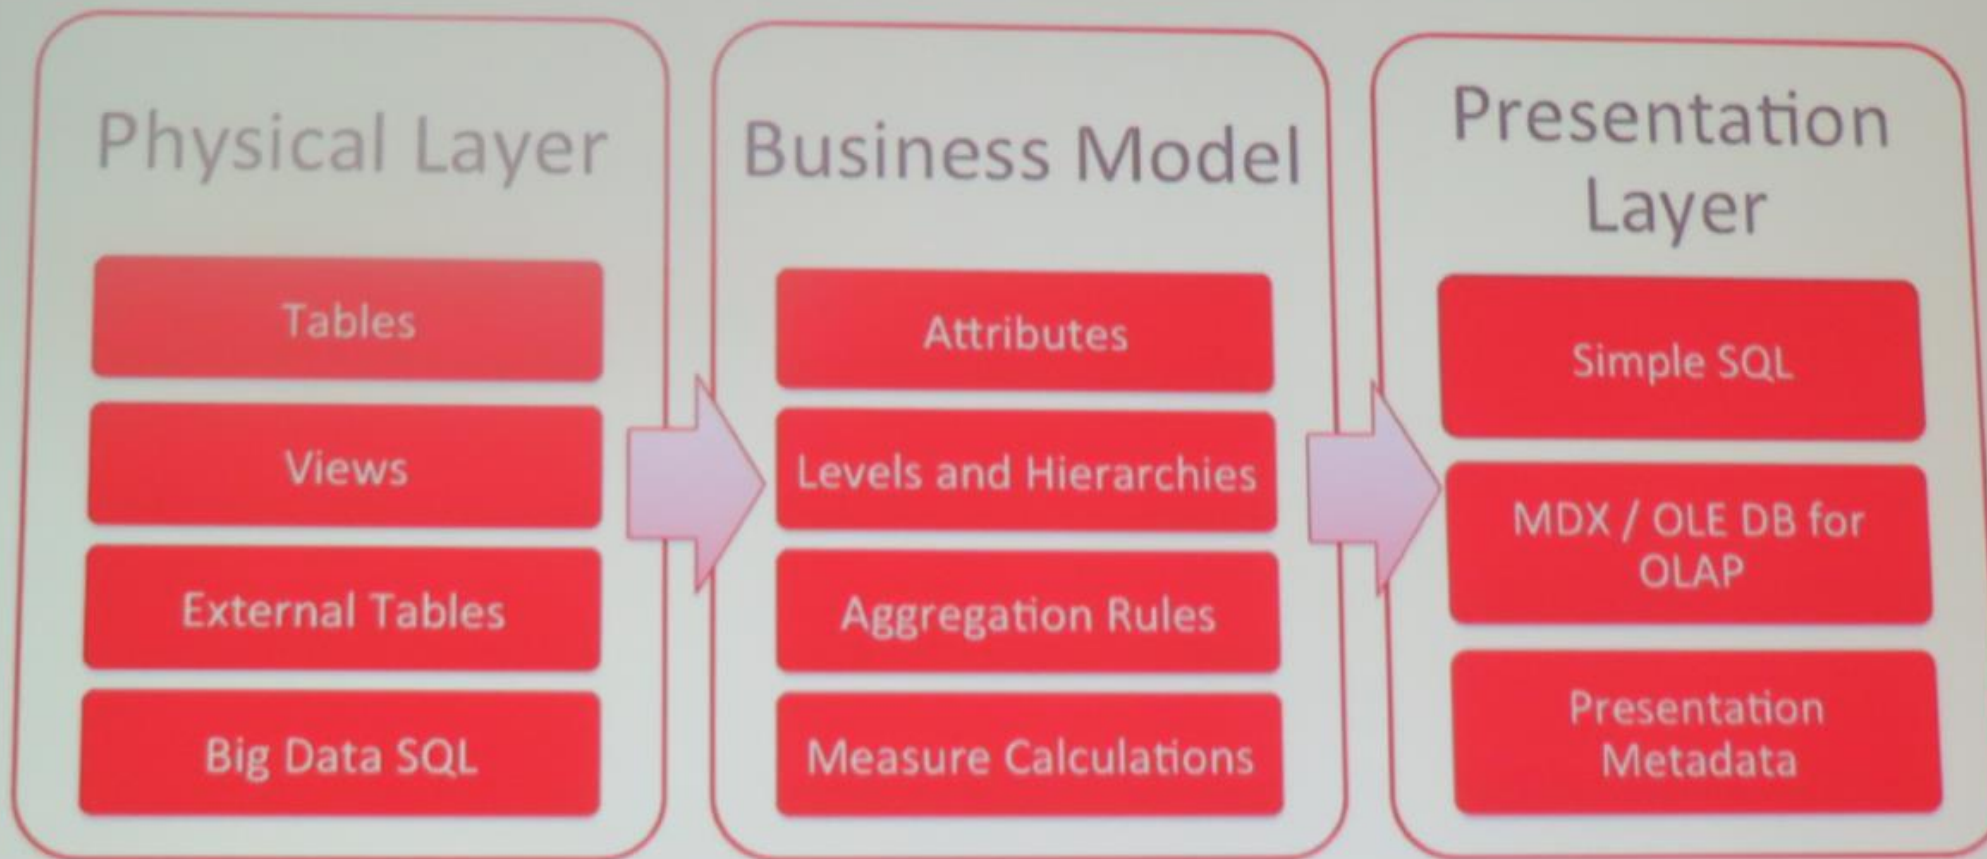 Physical Layer
Tables
Views
External Tables
Big Data SQL
Business Model
Attributes
Levels and Hierarchies
Aggregation Rules
Measure Calculations
Presentation
Layer
Simple SQL
MDX / OLE DB for
OLAP
Presentation
Metadata